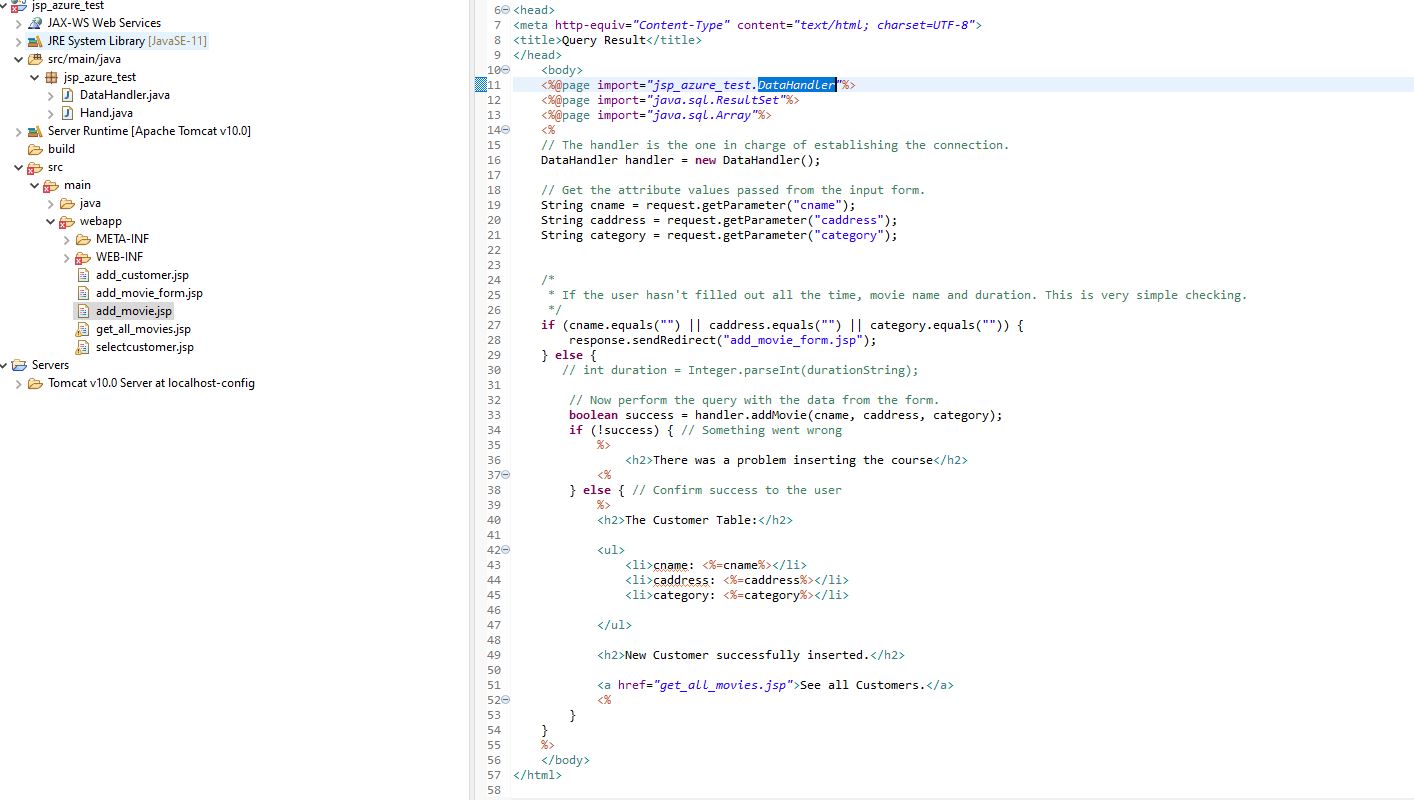 jsp_azure_test
JAX-WS Web Services
JRE System Library [JavaSE-11]
src/main/java
jsp_azure_test
DataHandler.java
Hand.java
Server Runtime [Apache Tomcat v10.0]
build
src
main
java
webapp
META-INF
WEB-INF
add_customer.jsp
add_movie_form.jsp
add_movie.jsp
get_all_movies.jsp
selectcustomer.jsp
Servers
Tomcat v10.0 Server at localhost-config
6 <head>
7 <meta http-equiv="Content-Type" content="text/html; charset=UTF-8">
8 <title>Query Result</title>
9 </head>
10 <body>
11 <%@page import="jsp_azure_test.DataHandler"%>
12 <%@page import="java.sql.ResultSet"%>
13 <%@page import="java.sql.Array"%>
14 <%
15 // The handler is the one in charge of establishing the connection.
16 DataHandler handler = new DataHandler();
17
18 // Get the attribute values passed from the input form.
19 String cname = request.getParameter("cname");
20 String caddress = request.getParameter("caddress");
21 String category = request.getParameter("category");
22
23
24 /*
25 * If the user hasn't filled out all the time, movie name and duration. This is very simple checking.
26 */
27 if (cname.equals("") || caddress.equals("") || category.equals("")) {
28 response.sendRedirect("add_movie_form.jsp");
29 } else {
30 // int duration = Integer.parseInt(durationString);
31
32 // Now perform the query with the data from the form.
33 boolean success = handler.addMovie(cname, caddress, category);
34 if (!success) { // Something went wrong
35 %>
36 <h2>There was a problem inserting the course</h2>
37 <%
38 } else { // Confirm success to the user
39 %>
40 <h2>The Customer Table:</h2>
41
42 <ul>
43 <li>cname: <%=cname%></li>
44 <li>caddress: <%=caddress%></li>
45 <li>category: <%=category%></li>
46
47 </ul>
48
49 <h2>New Customer successfully inserted.</h2>
50
51 <a href="get_all_movies.jsp">See all Customers.</a>
52 <%
53 }
54 }
55 %>
56 </body>
57 </html>
58